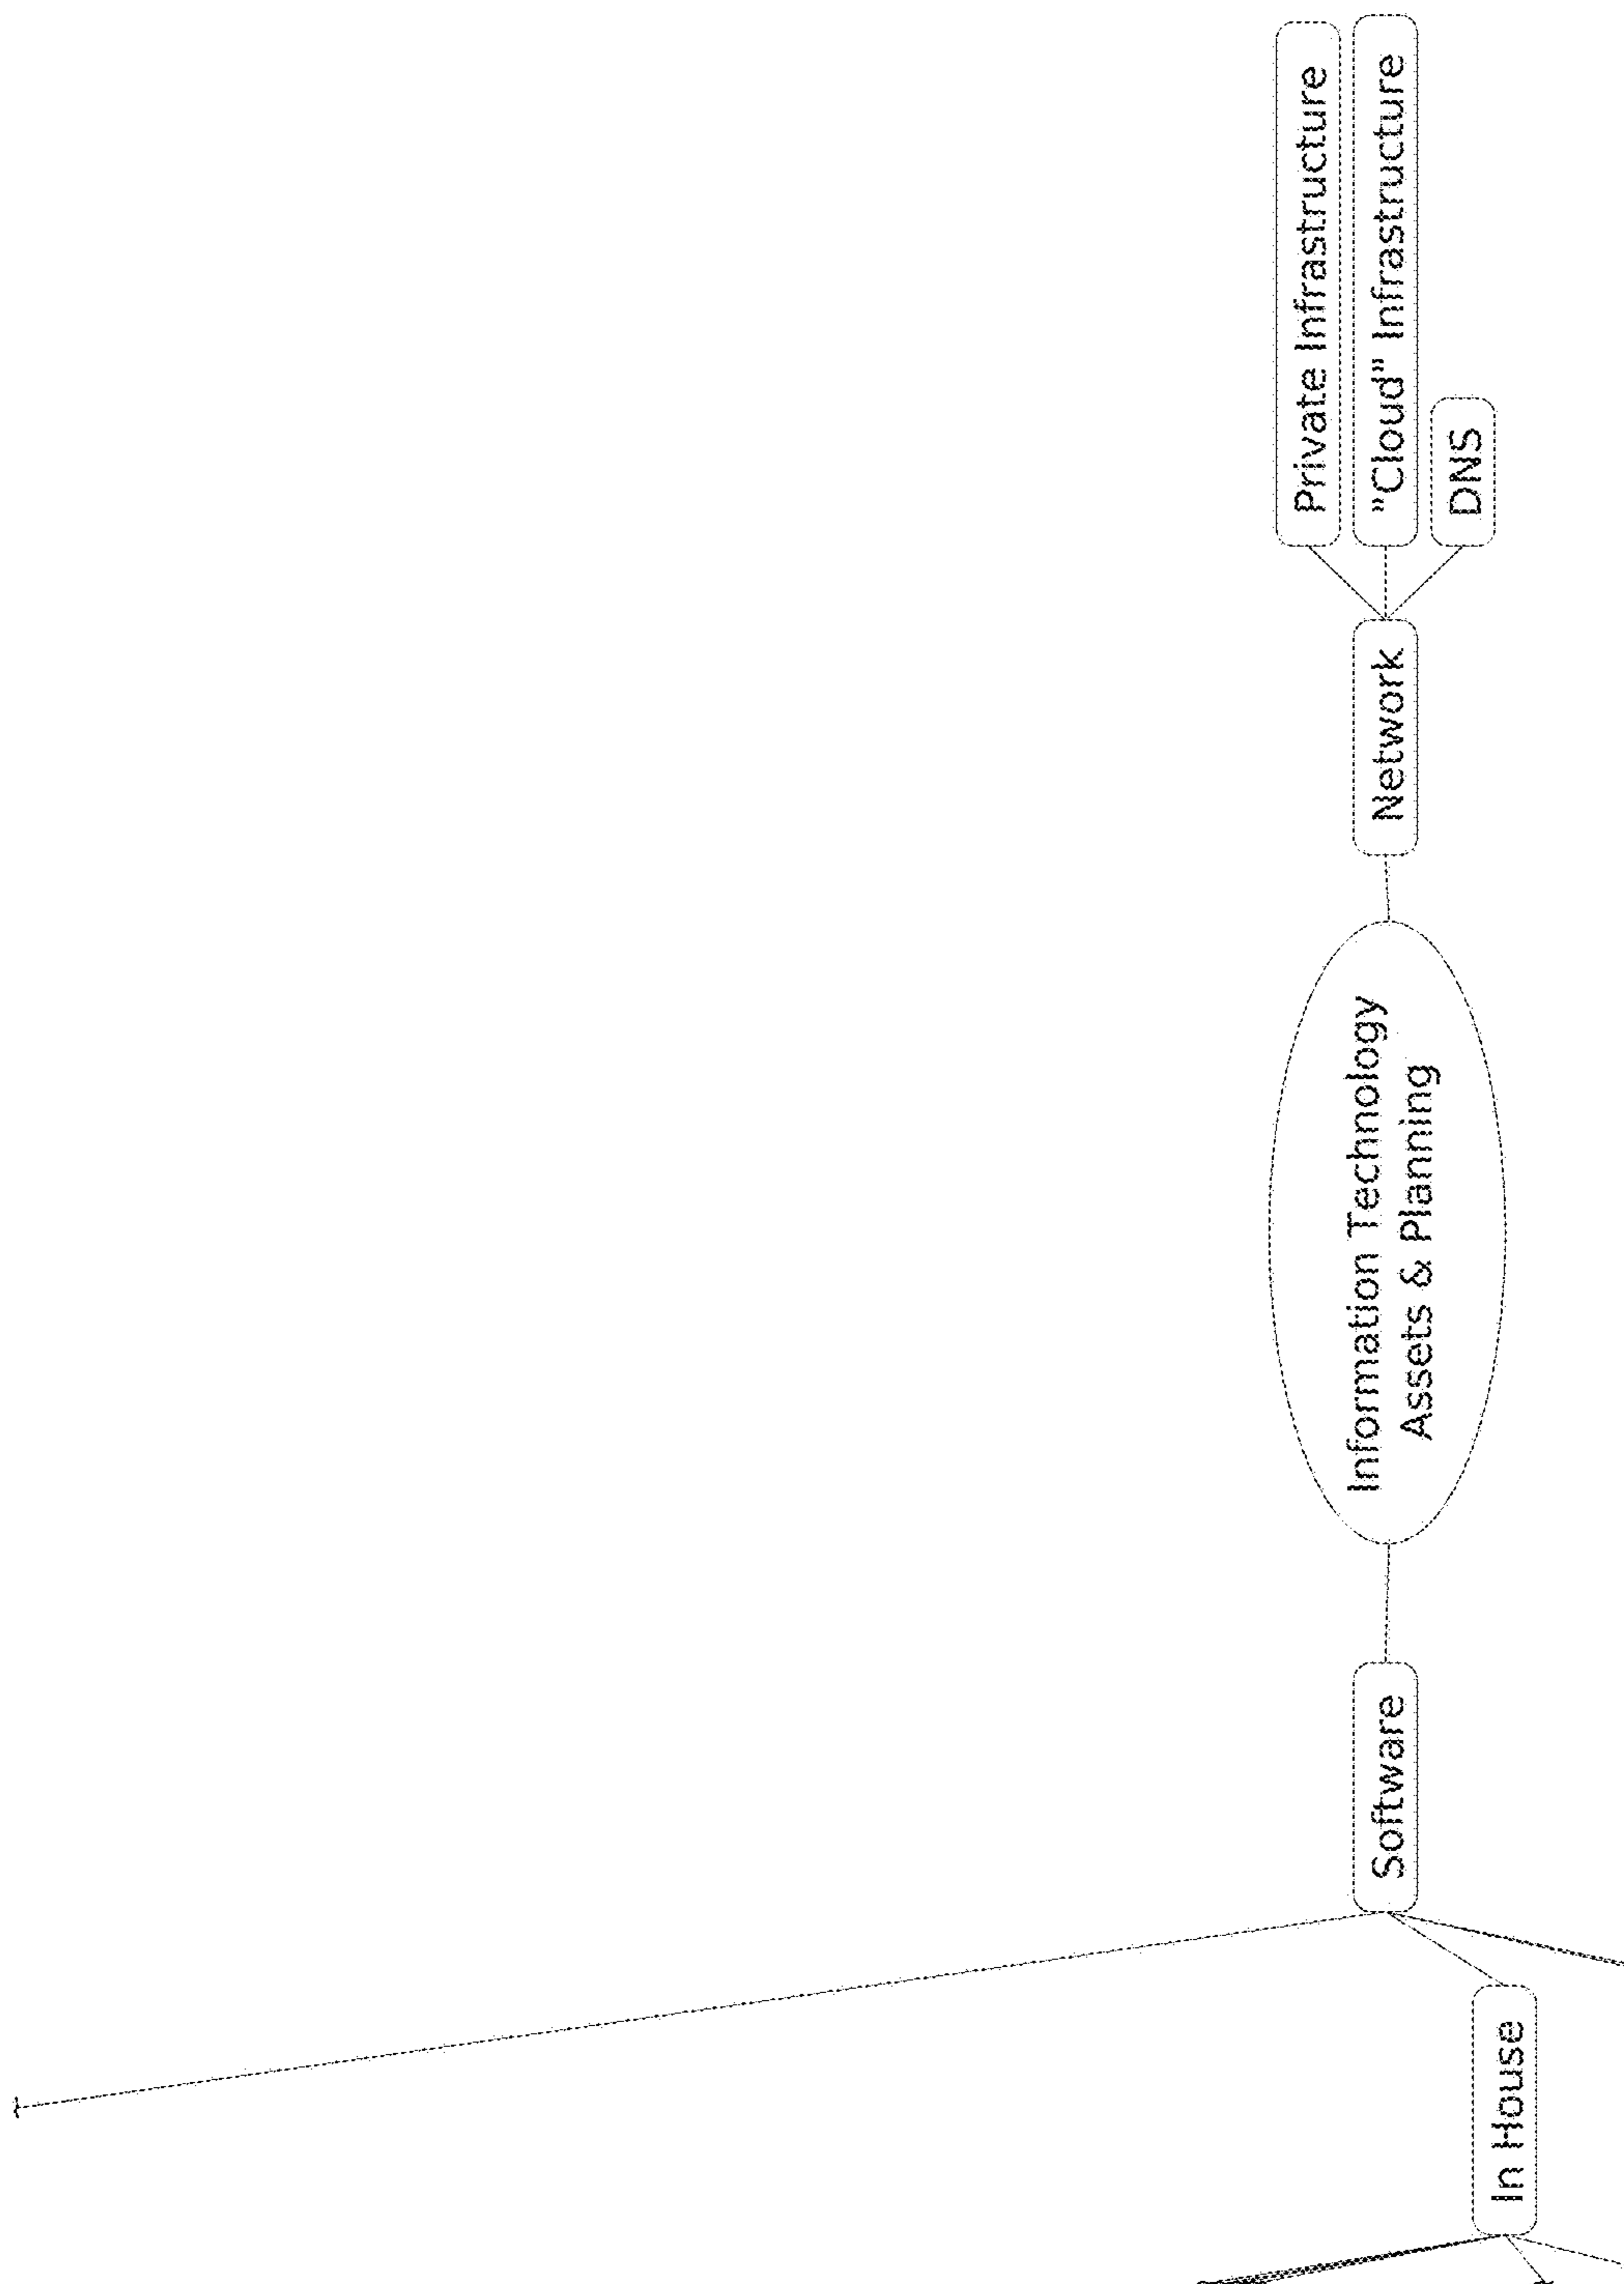 In House
Software
Information Technology
Assets & Planning
Network
Private Infrastructure
"Cloud" Infrastructure
DNS